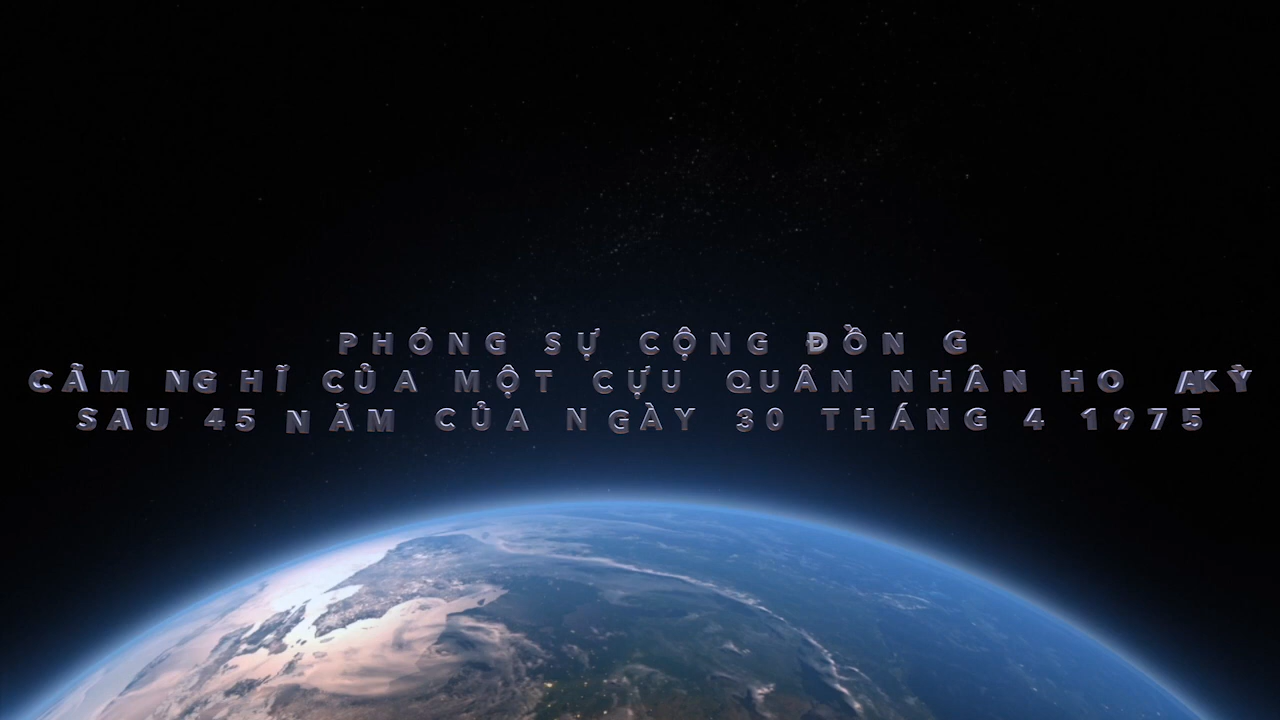 PHÓNG SỰ CỘNG ĐỒNG
CẢM NGHĨ CỦA MỘT CỰU QUÂN NHÂN HOA KỲ
SAU 45 NĂM CỦA NGÀY 30 THÁNG 4 1975